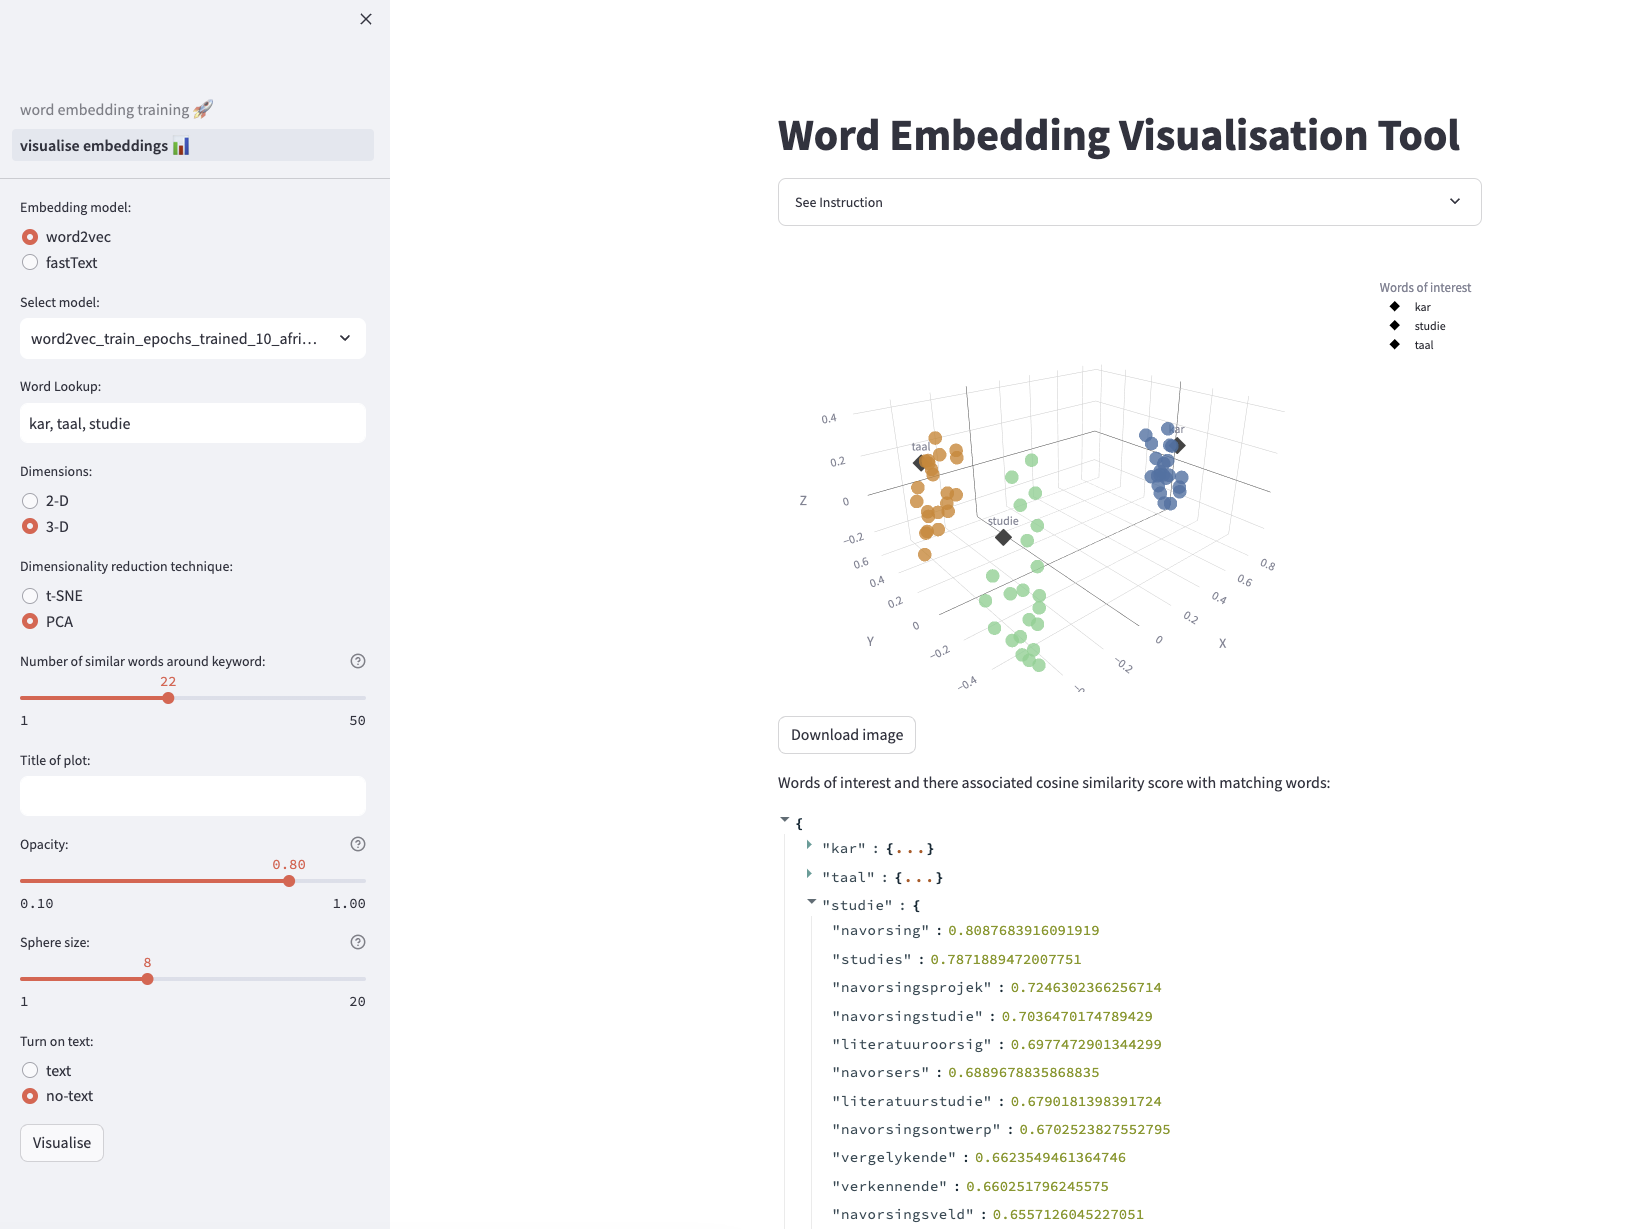 word embedding training 🚀
visualise embeddings 📊
Embedding model:
word2vec
fastText
Select model:
word2vec_train_epochs_trained_10_afri...
Word Lookup:
kar, taal, studie
Dimensions:
2-D
3-D
Dimensionality reduction technique:
t-SNE
PCA
Number of similar words around keyword:
22
1 50
Title of plot:
Opacity:
0.80
0.10 1.00
Sphere size:
8
1 20
Turn on text:
text
no-text
Visualise
Word Embedding Visualisation Tool
See Instruction
Words of interest
kar
studie
taal
0.4
0.2
0
−0.2
Z
0.6
0.4
0.2
0
−0.2
−0.4
Y
0.8
0.6
0.4
0.2
0
−0.2
X
taal
kar
studie
Download image
Words of interest and there associated cosine similarity score with matching words:
{
"kar" : {...}
"taal" : {...}
"studie" : {
"navorsing" : 0.8087683916091919
"studies" : 0.7871889472007751
"navorsingsprojek" : 0.7246302366256714
"navorsingstudie" : 0.7036470174789429
"literatuuroorsig" : 0.6977472901344299
"navorsers" : 0.6889678835868835
"literatuurstudie" : 0.6790181398391724
"navorsingsontwerp" : 0.6702523827552795
"vergelykende" : 0.6623549461364746
"verkennende" : 0.660251796245575
"navorsingsveld" : 0.6557126045227051